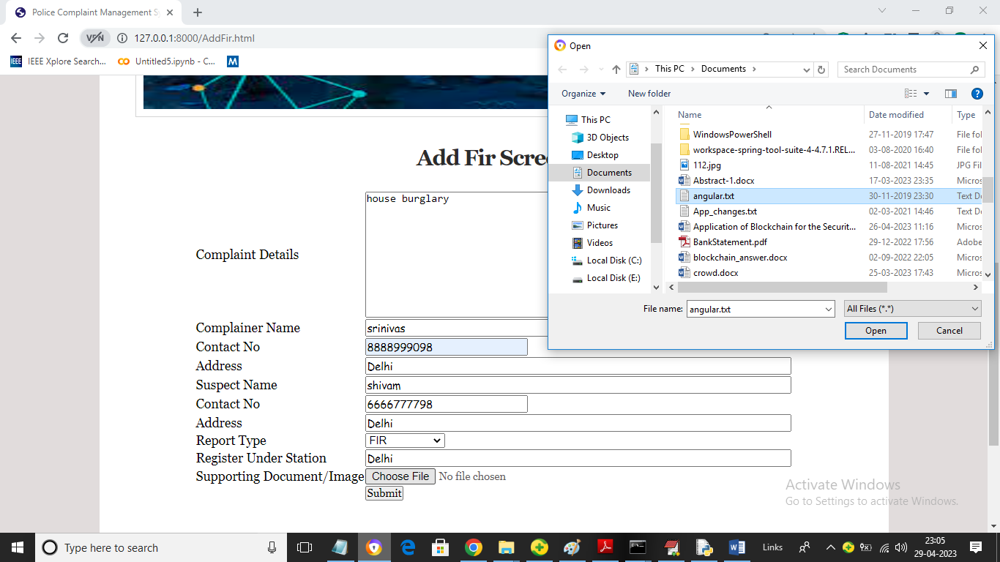 Police Complaint Management S
127.0.0.1:8000/AddFir.html
IEEE IEEE Xplore Search... Untitled5.ipynb - C... M
Add Fir Scree
Complaint Details house burglary
Complainer Name srinivas
Contact No 8888999098
Address Delhi
Suspect Name shivam
Contact No 6666777798
Address Delhi
Report Type FIR
Register Under Station Delhi
Supporting Document/Image Choose File No file chosen
Submit
Open
This PC > Documents >
Search Documents
Organize New folder
This PC
3D Objects
Desktop
Documents
Downloads
Music
Pictures
Videos
Local Disk (C:)
Local Disk (E:)
Name Date modified Type
WindowsPowerShell 27-11-2019 17:47 File fol
workspace-spring-tool-suite-4-4.7.1.REL... 03-08-2020 16:40 File fol
112.jpg 11-08-2021 14:45 JPG Fil
Abstract-1.docx 17-03-2023 23:35 Micros
angular.txt 30-11-2019 23:30 Text Do
App_changes.txt 02-03-2021 14:46 Text Do
Application of Blockchain for the Securit... 26-04-2023 11:16 Micros
BankStatement.pdf 29-12-2022 17:56 Adobe
blockchain_answer.docx 02-09-2022 22:05 Micros
crowd.docx 25-03-2023 17:43 Micros
File name: angular.txt All Files (*.*)
Open Cancel
Activate Windows
Go to Settings to activate Windows.
Type here to search
Links
23:05
29-04-2023